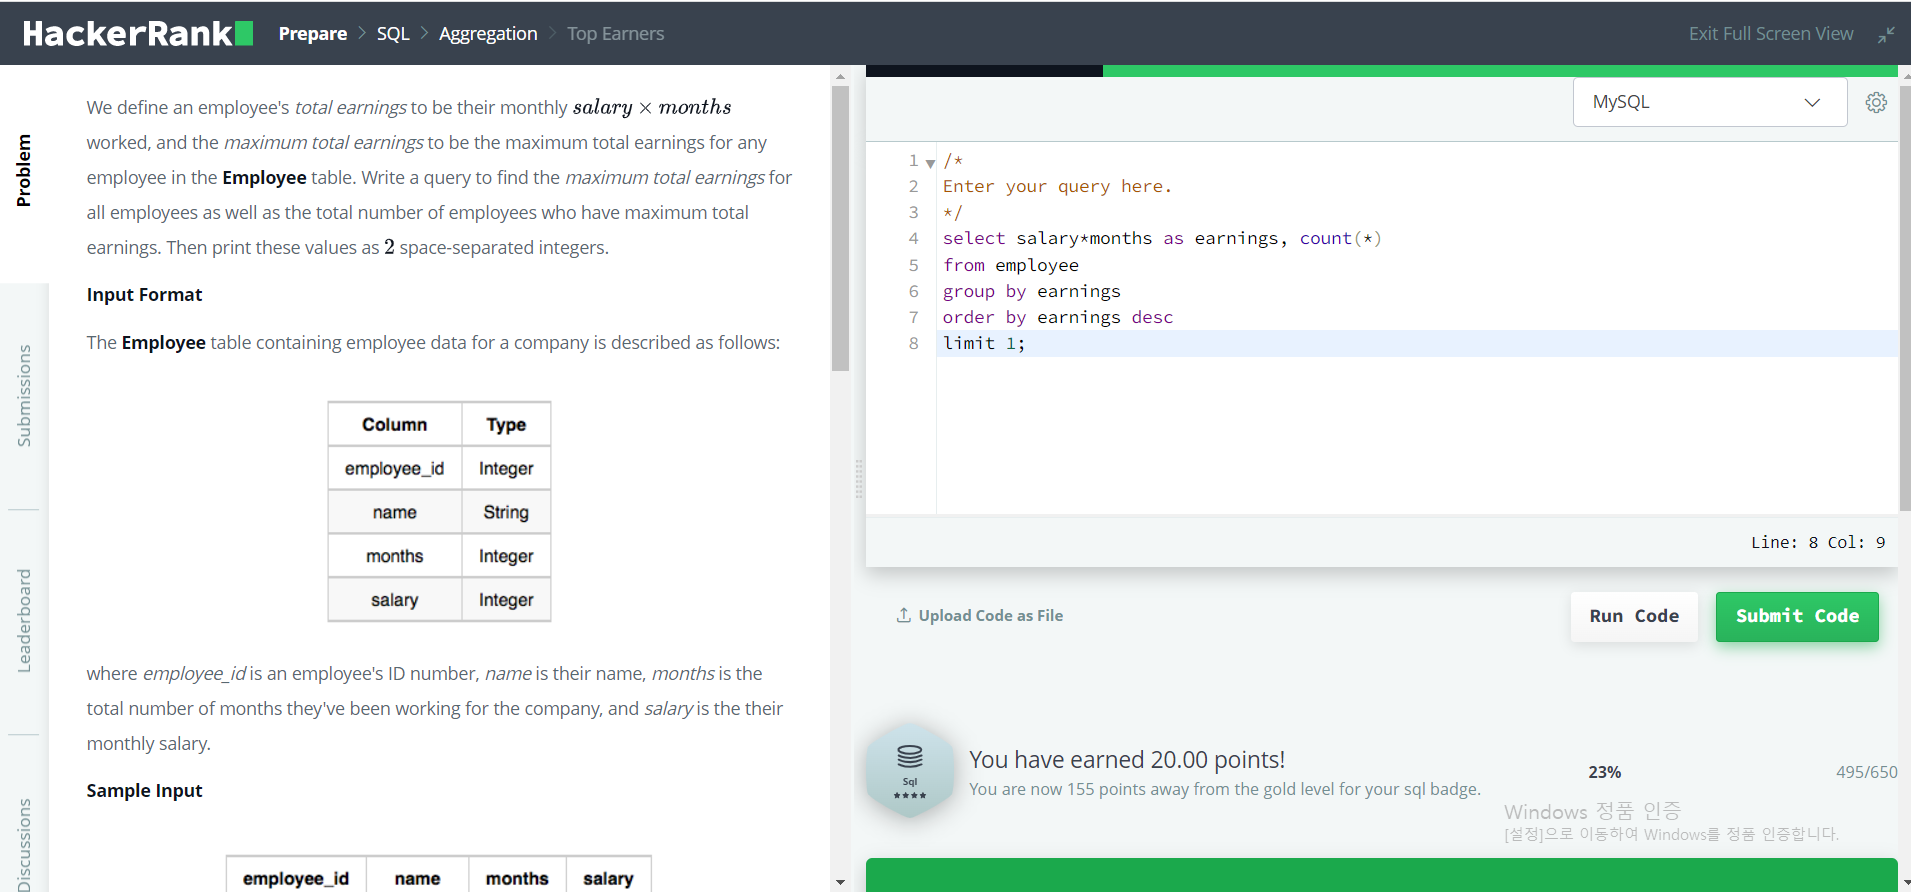 HackerRank Prepare > SQL > Aggregation > Top Earners Exit Full Screen View
Problem
Submissions
Leaderboard
Discussions
We define an employee's total earnings to be their monthly salary × months
worked, and the maximum total earnings to be the maximum total earnings for any
employee in the Employee table. Write a query to find the maximum total earnings for
all employees as well as the total number of employees who have maximum total
earnings. Then print these values as 2 space-separated integers.
Input Format
The Employee table containing employee data for a company is described as follows:
Column Type
employee_id Integer
name String
months Integer
salary Integer
where employee_id is an employee's ID number, name is their name, months is the
total number of months they've been working for the company, and salary is the their
monthly salary.
Sample Input
employee_id name months salary
MySQL
1 /*
2 Enter your query here.
3 */
4 select salary*months as earnings, count(*)
5 from employee
6 group by earnings
7 order by earnings desc
8 limit 1;
Line: 8 Col: 9
Upload Code as File
Run Code Submit Code
Sql
★★★★
You have earned 20.00 points!
You are now 155 points away from the gold level for your sql badge.
23% 495/650
Windows 정품 인증
[설정]으로 이동하여 Windows를 정품 인증합니다.